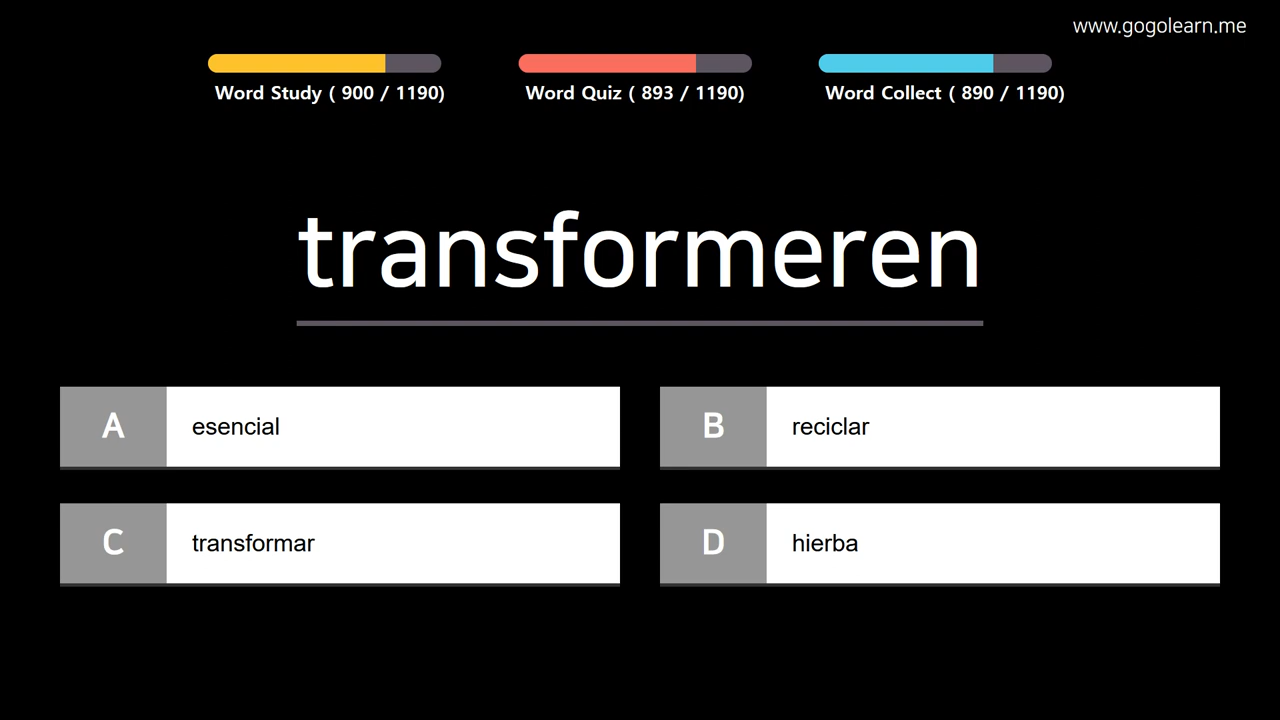 www.gogolearn.me
Word Study ( 900 / 1190)
Word Quiz ( 893 / 1190)
Word Collect ( 890 / 1190)
transformeren
A esencial
B reciclar
C transformar
D hierba